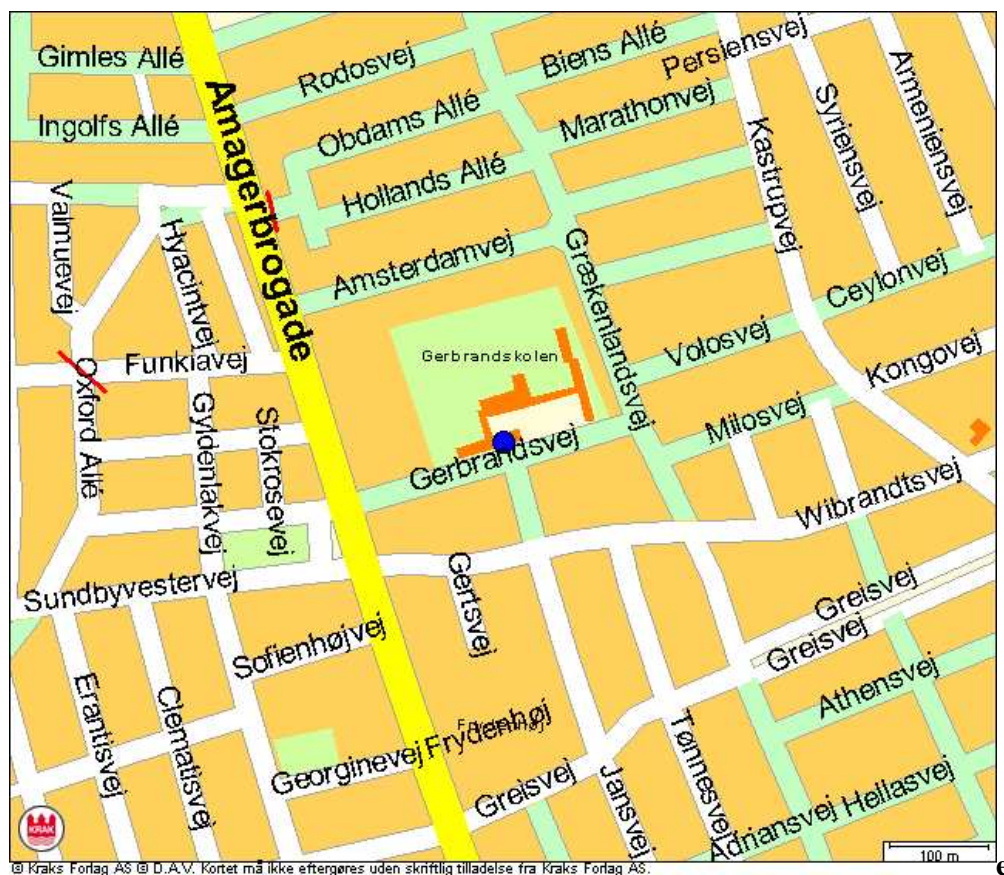 Gimles Allé
Rodosvej
Biens Allé
Persiensvej
Armeniensvej
Ingolfs Allé
Amagerbrogade
Obdams Allé
Marathonvej
Syriensvej
Kastrupvej
Hollands Allé
Valmuevej
Hyacintvej
Amsterdamvej
Grækenlandsvej
Ceylonvej
Funkiavej
Gerbrandskolen
Volosvej
Kongovej
Oxford Allé
Gyldenlakvej
Stokrosevej
Milosvej
Gerbrandsvej
Wibrandtsvej
Sundbyvestervej
Gertsvej
Greisvej
Greisvej
Sofienhøjvej
Athensvej
Erantisvej
Clematisvej
Frydenhøj
Georginevej
Greisvej
Jansvej
Tønnesvej
Adriansvej
Hellasvej
KRAK
100 m
© Kraks Forlag AS © D.A.V. Kortet må ikke eftergøres uden skriftlig tilladelse fra Kraks Forlag AS.
e